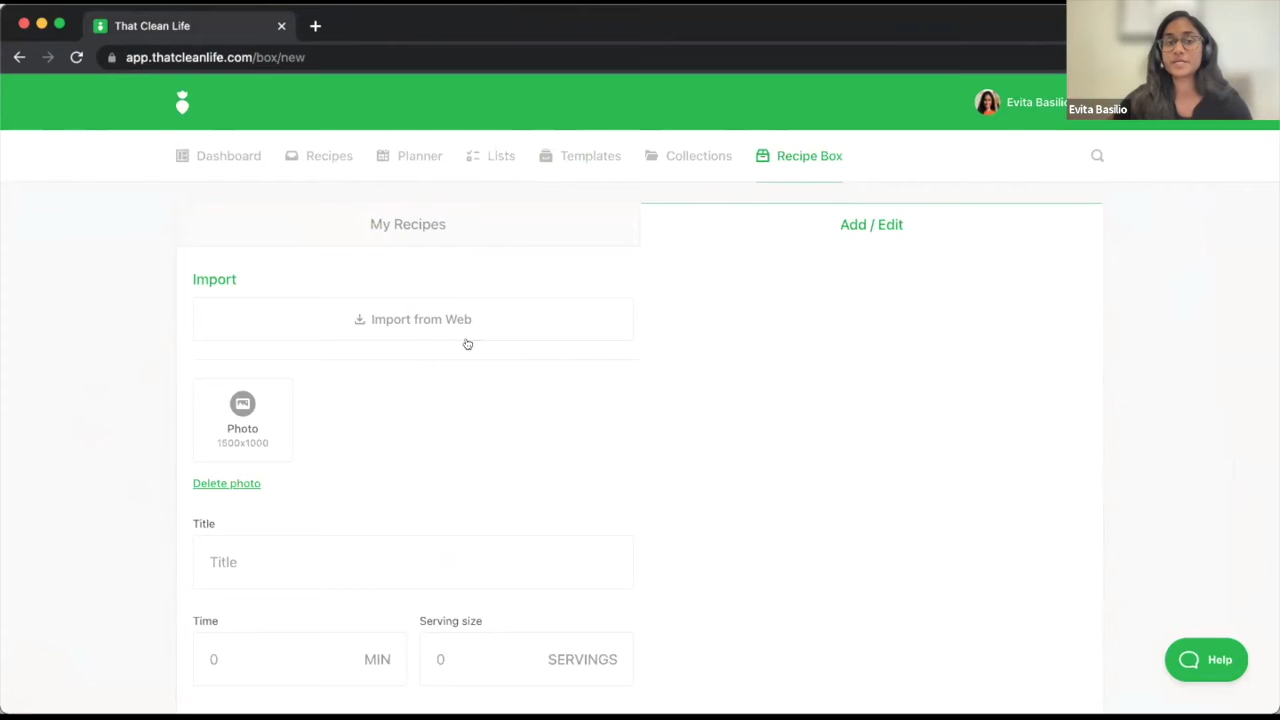 That Clean Life
app.thatcleanlife.com/box/new
Evita Basilio
Evita Basilio
Dashboard Recipes Planner Lists Templates Collections Recipe Box
My Recipes
Add / Edit
Import
Import from Web
Photo
1500x1000
Delete photo
Title
Title
Time
Serving size
0 MIN
0 SERVINGS
Help